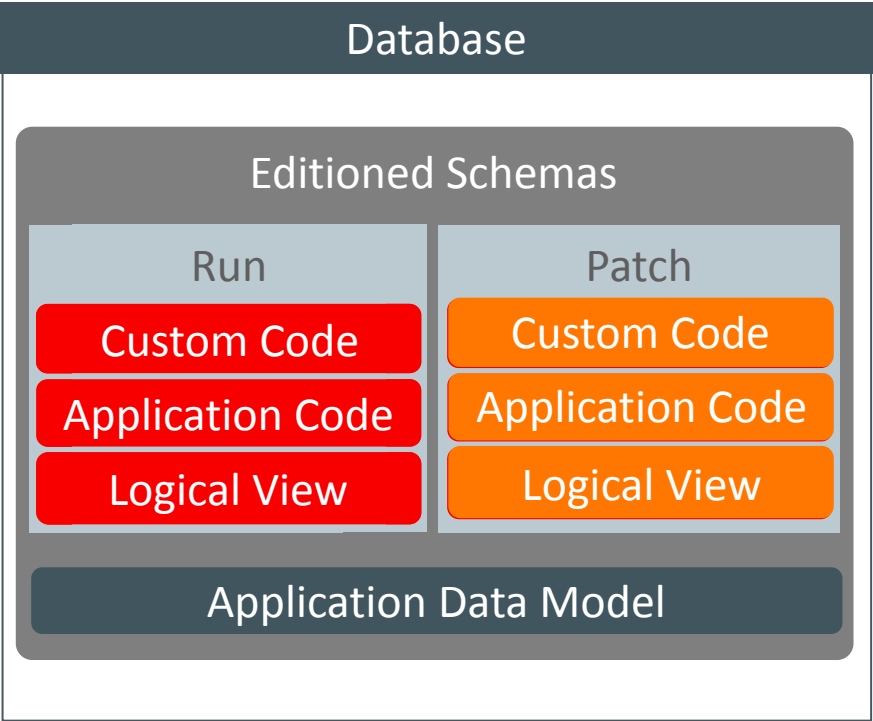 Database
Editioned Schemas
Run
Custom Code
Application Code
Logical View
Patch
Custom Code
Application Code
Logical View
Application Data Model